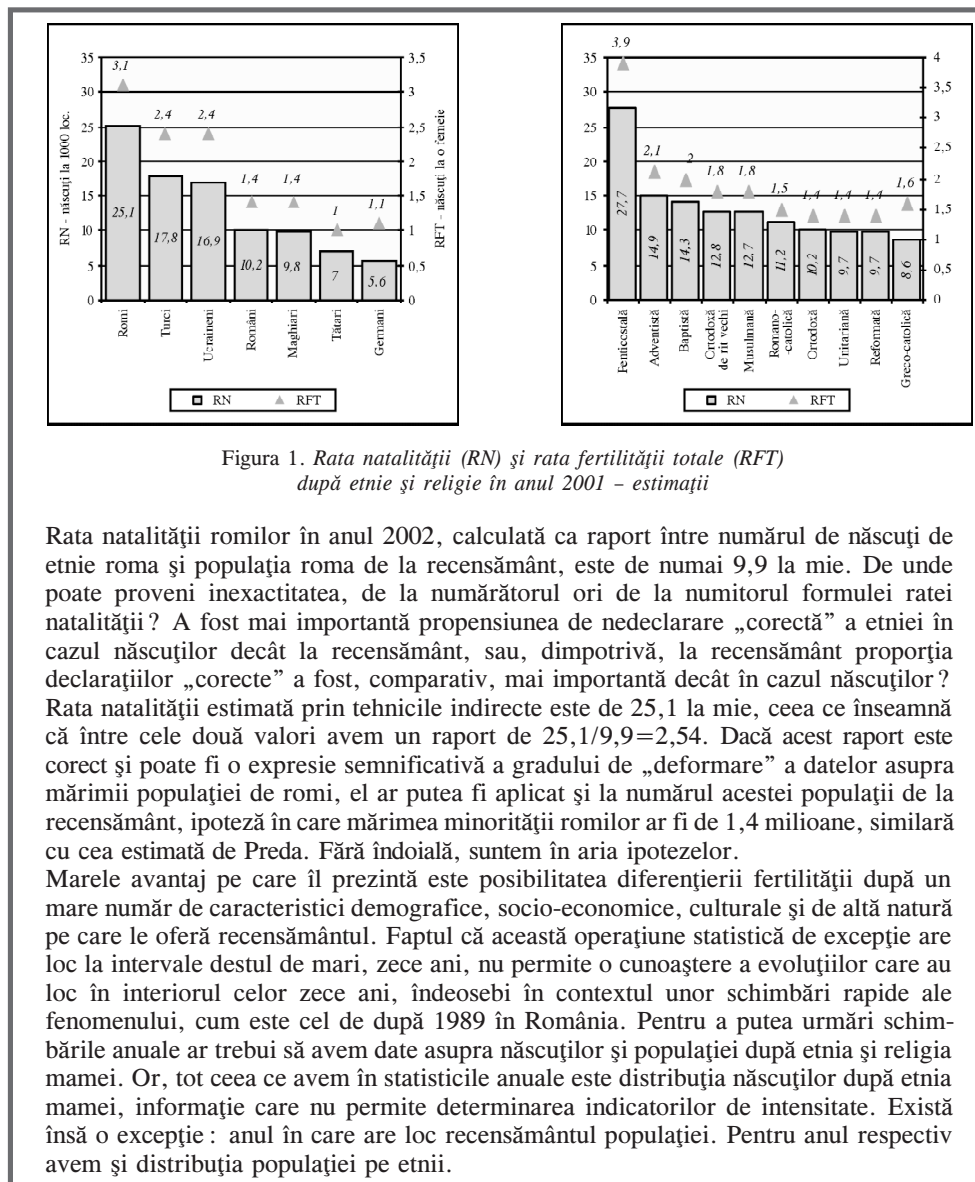 35
30
25
20
15
10
5
0
RN - născuţi la 1000 loc.
3,1
2,4
2,4
1,4
1,4
1
1,1
25,1
17,8
16,9
10,2
9,8
7
5,6
3,5
3
2,5
2
1,5
1
0,5
0
RFT - născuţi la o femeie
Romi
Turci
Ucraineni
Români
Maghiari
Tătari
Germani
RN
RFT
35
30
25
20
15
10
5
0
3,9
2,1
2
1,8
1,8
1,5
1,4
1,4
1,4
1,6
27,7
14,9
14,3
12,8
12,7
11,2
10,2
9,7
9,7
8,6
4
3,5
3
2,5
2
1,5
1
0,5
0
Penticostală
Adventistă
Baptistă
Ortodoxă
de rit vechi
Musulmană
Romano-
-catolică
Ortodoxă
Unitariană
Reformată
Greco-catolică
RN
RFT
Figura 1. Rata natalităţii (RN) şi rata fertilităţii totale (RFT)
după etnie şi religie în anul 2001 – estimaţii
Rata natalităţii romilor în anul 2002, calculată ca raport între numărul de născuţi de
etnie roma şi populaţia roma de la recensământ, este de numai 9,9 la mie. De unde
poate proveni inexactitatea, de la numărătorul ori de la numitorul formulei ratei
natalităţii ? A fost mai importantă propensiunea de nedeclarare „corectă” a etniei în
cazul născuţilor decât la recensământ, sau, dimpotrivă, la recensământ proporţia
declaraţiilor „corecte” a fost, comparativ, mai importantă decât în cazul născuţilor ?
Rata natalităţii estimată prin tehnicile indirecte este de 25,1 la mie, ceea ce înseamnă
că între cele două valori avem un raport de 25,1/9,9=2,54. Dacă acest raport este
corect şi poate fi o expresie semnificativă a gradului de „deformare” a datelor asupra
mărimii populaţiei de romi, el ar putea fi aplicat şi la numărul acestei populaţii de la
recensământ, ipoteză în care mărimea minorităţii romilor ar fi de 1,4 milioane, similară
cu cea estimată de Preda. Fără îndoială, suntem în aria ipotezelor.
Marele avantaj pe care îl prezintă este posibilitatea diferenţierii fertilităţii după un
mare număr de caracteristici demografice, socio-economice, culturale şi de altă natură
pe care le oferă recensământul. Faptul că această operaţiune statistică de excepţie are
loc la intervale destul de mari, zece ani, nu permite o cunoaştere a evoluţiilor care au
loc în interiorul celor zece ani, îndeosebi în contextul unor schimbări rapide ale
fenomenului, cum este cel de după 1989 în România. Pentru a putea urmări schim-
bările anuale ar trebui să avem date asupra născuţilor şi populaţiei după etnia şi religia
mamei. Or, tot ceea ce avem în statisticile anuale este distribuţia născuţilor după etnia
mamei, informaţie care nu permite determinarea indicatorilor de intensitate. Există
însă o excepţie : anul în care are loc recensământul populaţiei. Pentru anul respectiv
avem şi distribuţia populaţiei pe etnii.